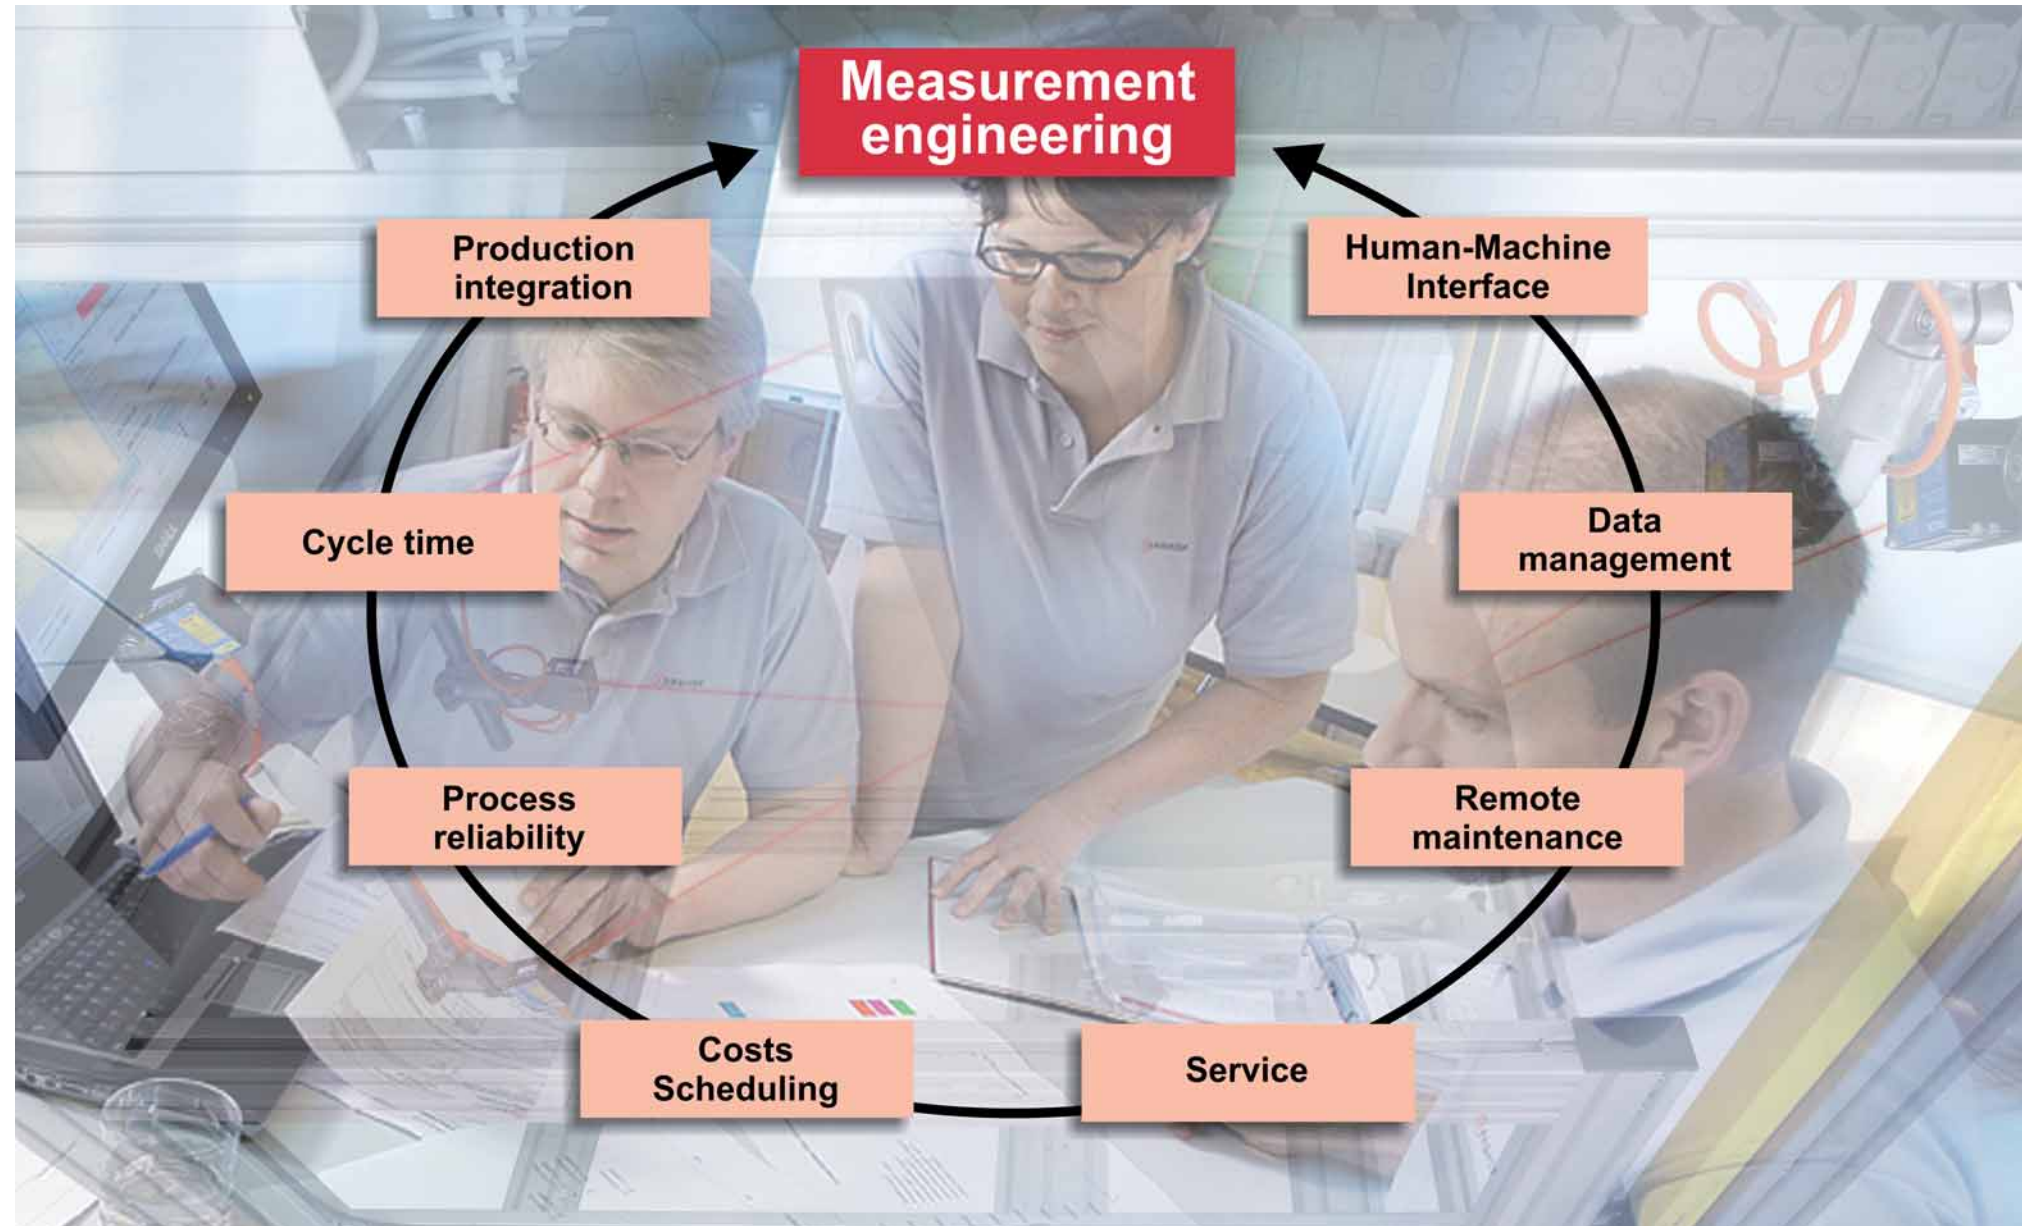 Measurement
engineering
Production
integration
Human-Machine
Interface
Cycle time
Data
management
Process
reliability
Remote
maintenance
Costs
Scheduling
Service